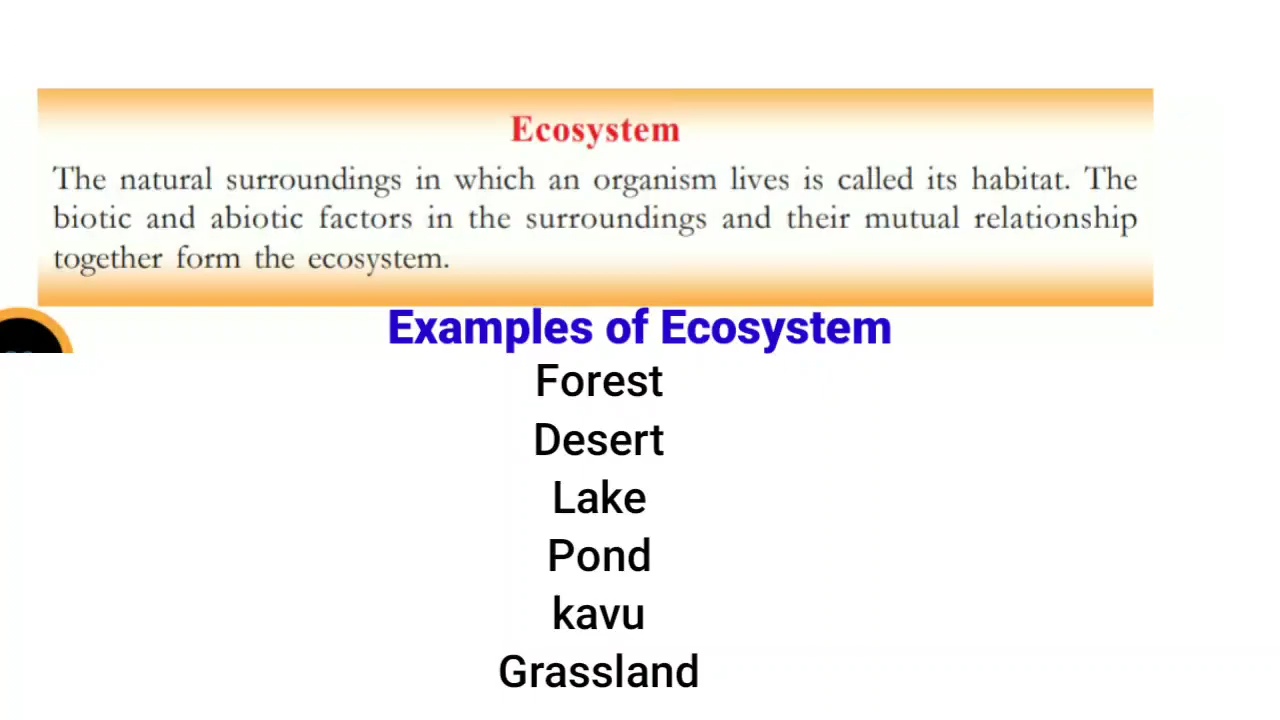 Ecosystem
The natural surroundings in which an organism lives is called its habitat. The
biotic and abiotic factors in the surroundings and their mutual relationship
together form the ecosystem.
Examples of Ecosystem
Forest
Desert
Lake
Pond
kavu
Grassland